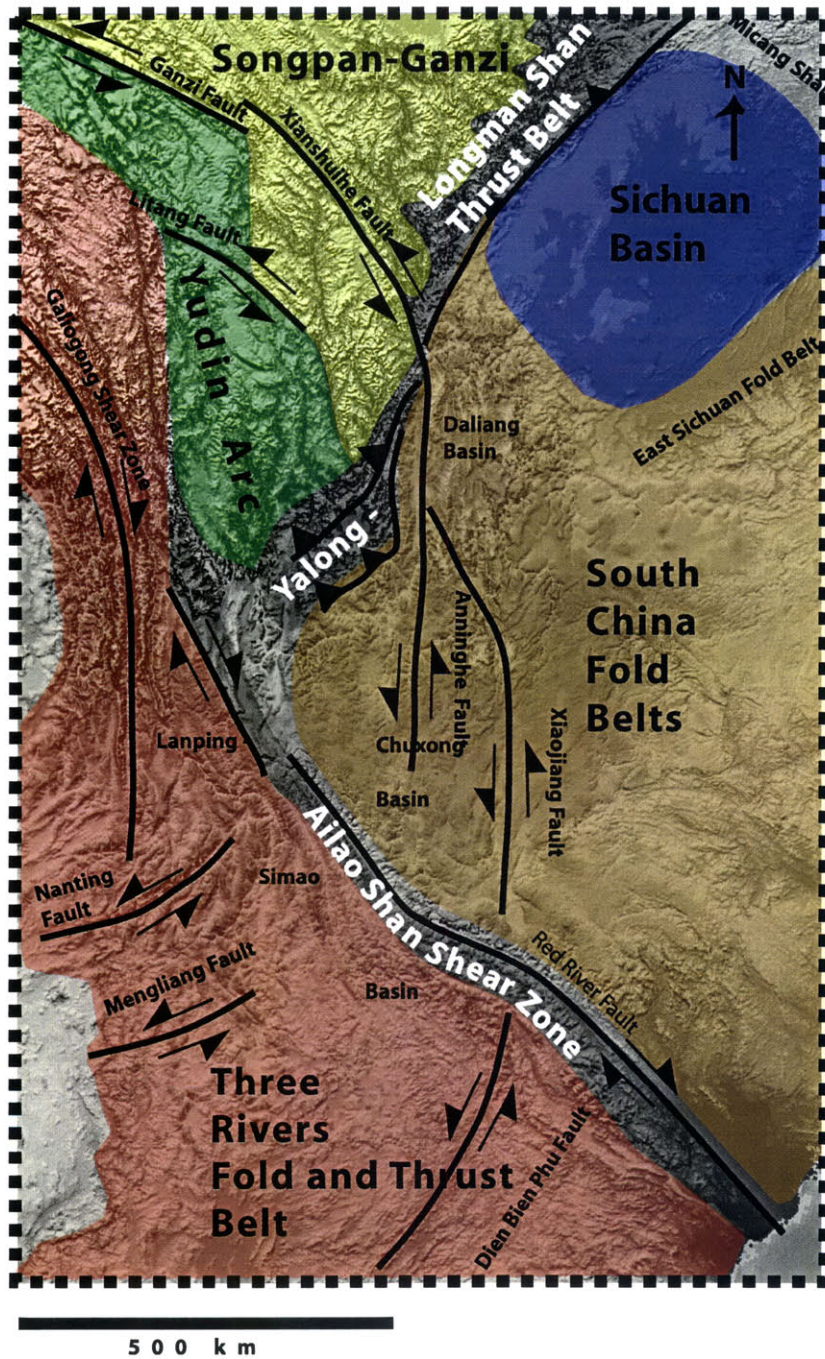 Micang Shan
Songpan-Ganzi
Ganzi Fault
Longman Shan
Thrust Belt
N
Xianshuihe Fault
Sichuan
Basin
Litang Fault
Yudin Arc
Galiogong Shear Zone
East Sichuan Fold Belt
Daliang
Basin
Yalong -
South
China
Fold
Belts
Anninghe Fault
Xiaojiang Fault
Lanping
Chuxong
Basin
Ailao Shan Shear Zone
Simao
Nanting
Fault
Red River Fault
Mengliang Fault
Basin
Three
Rivers
Fold and Thrust
Belt
Dien Bien Phu Fault
500 km